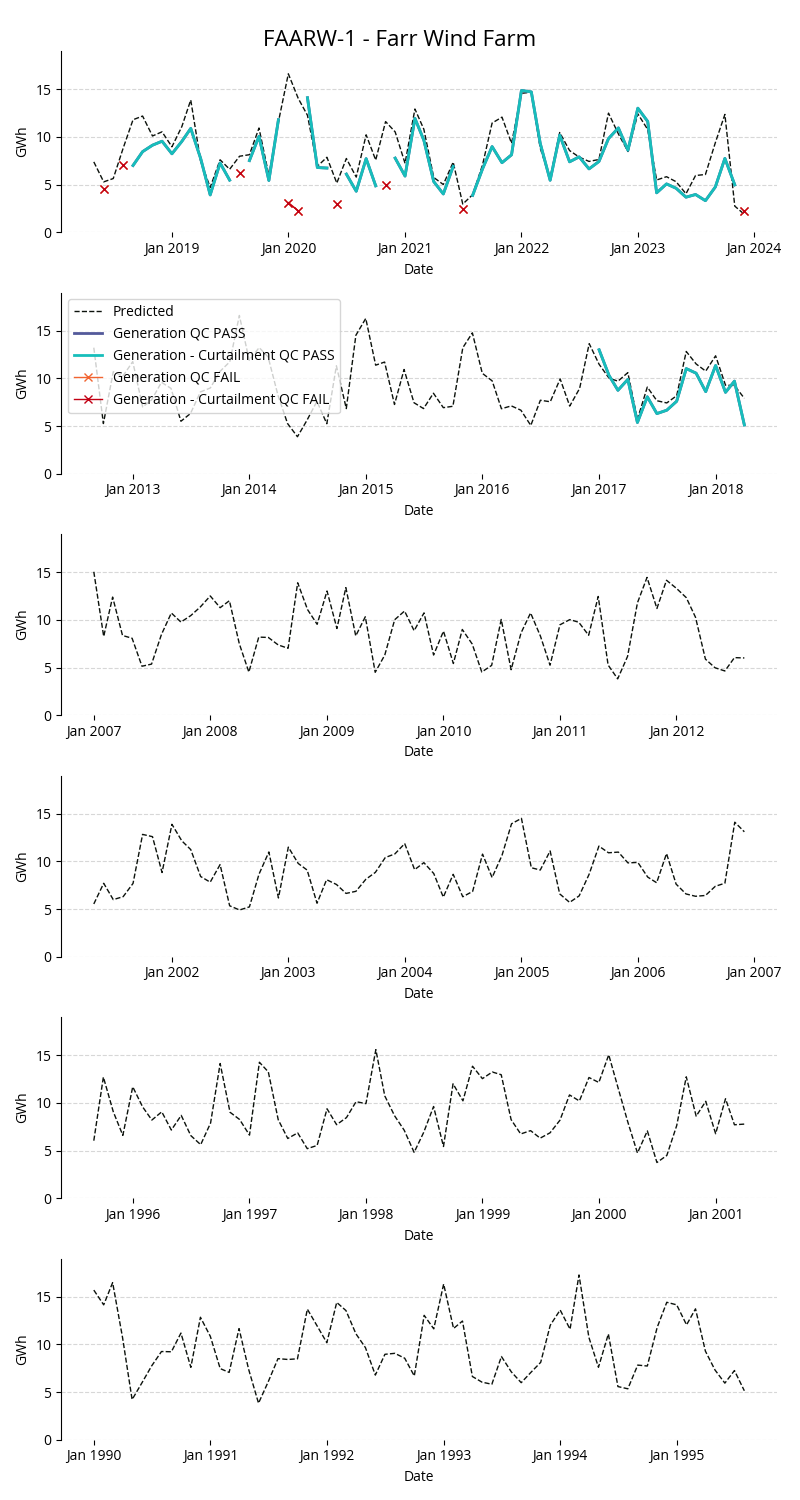 FAARW-1 - Farr Wind Farm
GWh
15
10
5
0
Jan 2019 Jan 2020 Jan 2021 Jan 2022 Jan 2023 Jan 2024
Date
GWh
15
10
5
0
Predicted
Generation QC PASS
Generation - Curtailment QC PASS
Generation QC FAIL
Generation - Curtailment QC FAIL
Jan 2013 Jan 2014 Jan 2015 Jan 2016 Jan 2017 Jan 2018
Date
GWh
15
10
5
0
Jan 2007 Jan 2008 Jan 2009 Jan 2010 Jan 2011 Jan 2012
Date
GWh
15
10
5
0
Jan 2002 Jan 2003 Jan 2004 Jan 2005 Jan 2006 Jan 2007
Date
GWh
15
10
5
0
Jan 1996 Jan 1997 Jan 1998 Jan 1999 Jan 2000 Jan 2001
Date
GWh
15
10
5
0
Jan 1990 Jan 1991 Jan 1992 Jan 1993 Jan 1994 Jan 1995
Date